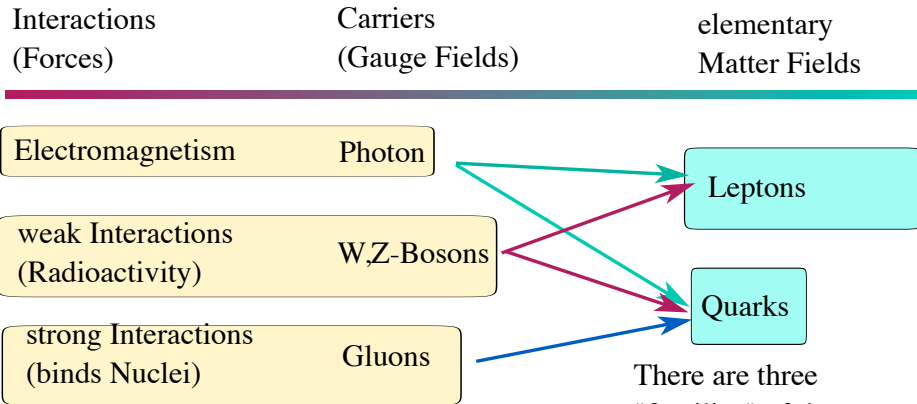 Interactions
(Forces)
Carriers
(Gauge Fields)
elementary
Matter Fields
Electromagnetism
Photon
Leptons
weak Interactions
(Radioactivity)
W,Z-Bosons
Quarks
strong Interactions
(binds Nuclei)
Gluons
There are three